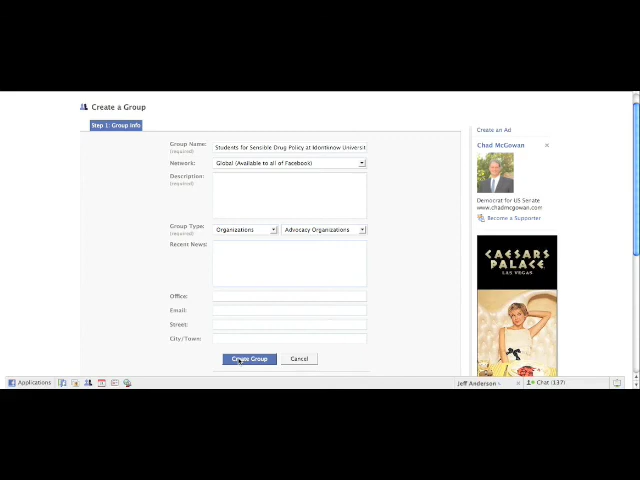 Create a Group
Step 1: Group Info
Group Name:
(required)
Students for Sensible Drug Policy at Idontknow Universit
Network:
Global (Available to all of Facebook)
(required)
Description:
(required)
Group Type:
Organizations
Advocacy Organizations
(required)
Recent News:
Office:
Email:
Street:
City/Town:
Create Group
Cancel
Create an Ad
Chad McGowan
Democrat for US Senate
www.chadmcgowan.com
Become a Supporter
CAESARS
PALACE
LAS VEGAS
Applications
Jeff Anderson
Chat (137)